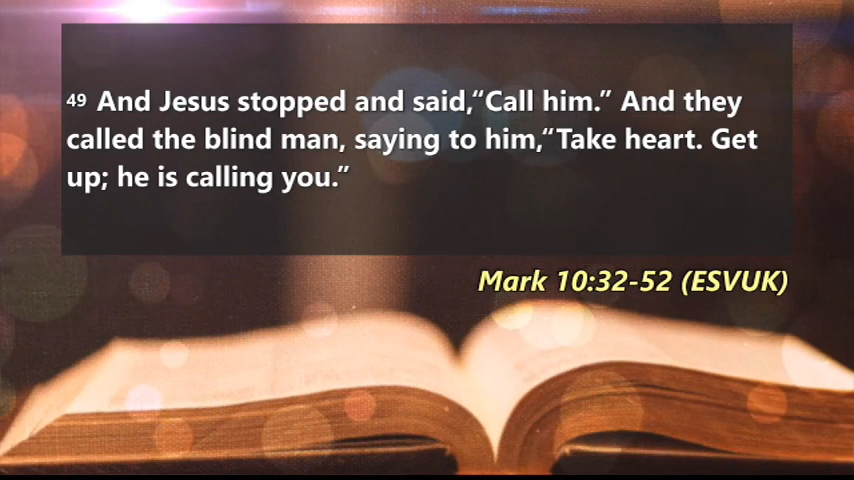 49 And Jesus stopped and said,“Call him.” And they
called the blind man, saying to him,“Take heart. Get
up; he is calling you.”
Mark 10:32-52 (ESVUK)